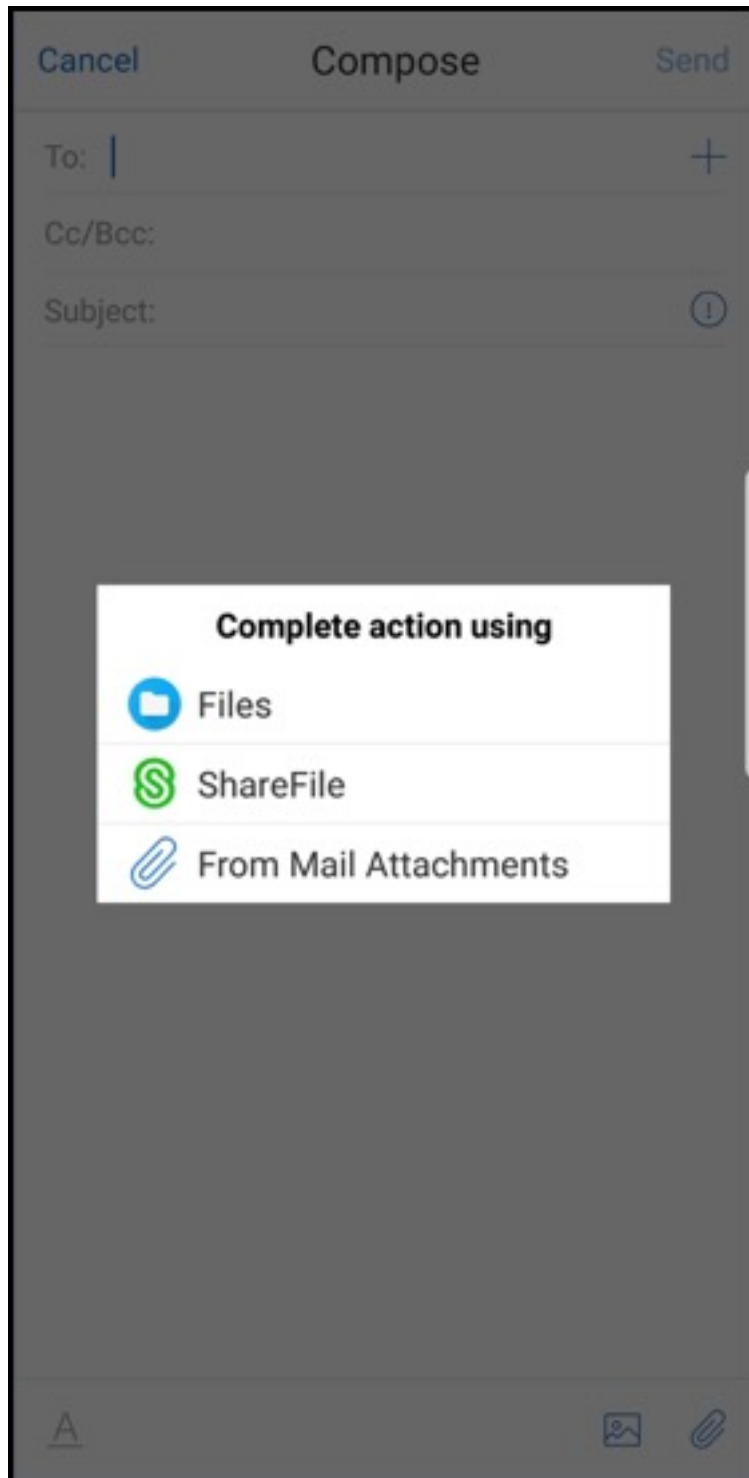 Cancel Compose Send
To:
Cc/Bcc:
Subject:
Complete action using
Files
ShareFile
From Mail Attachments
A